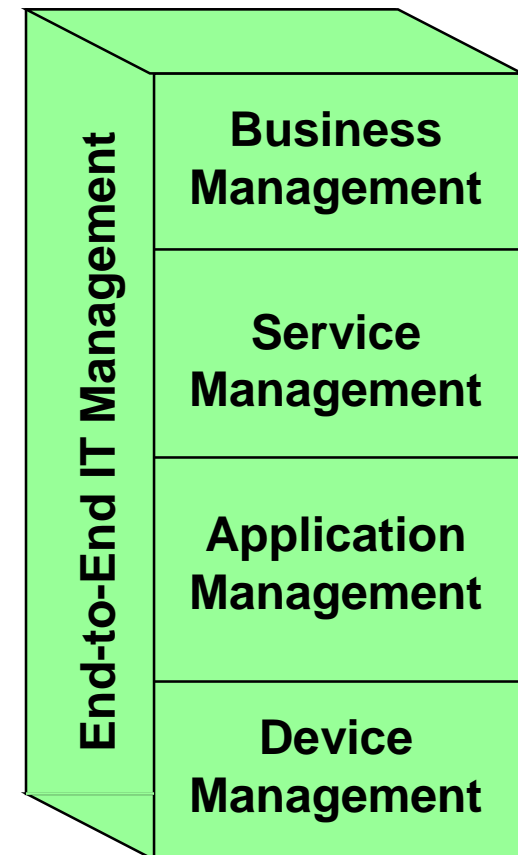 End-to-End IT Management
Business
Management
Service
Management
Application
Management
Device
Management